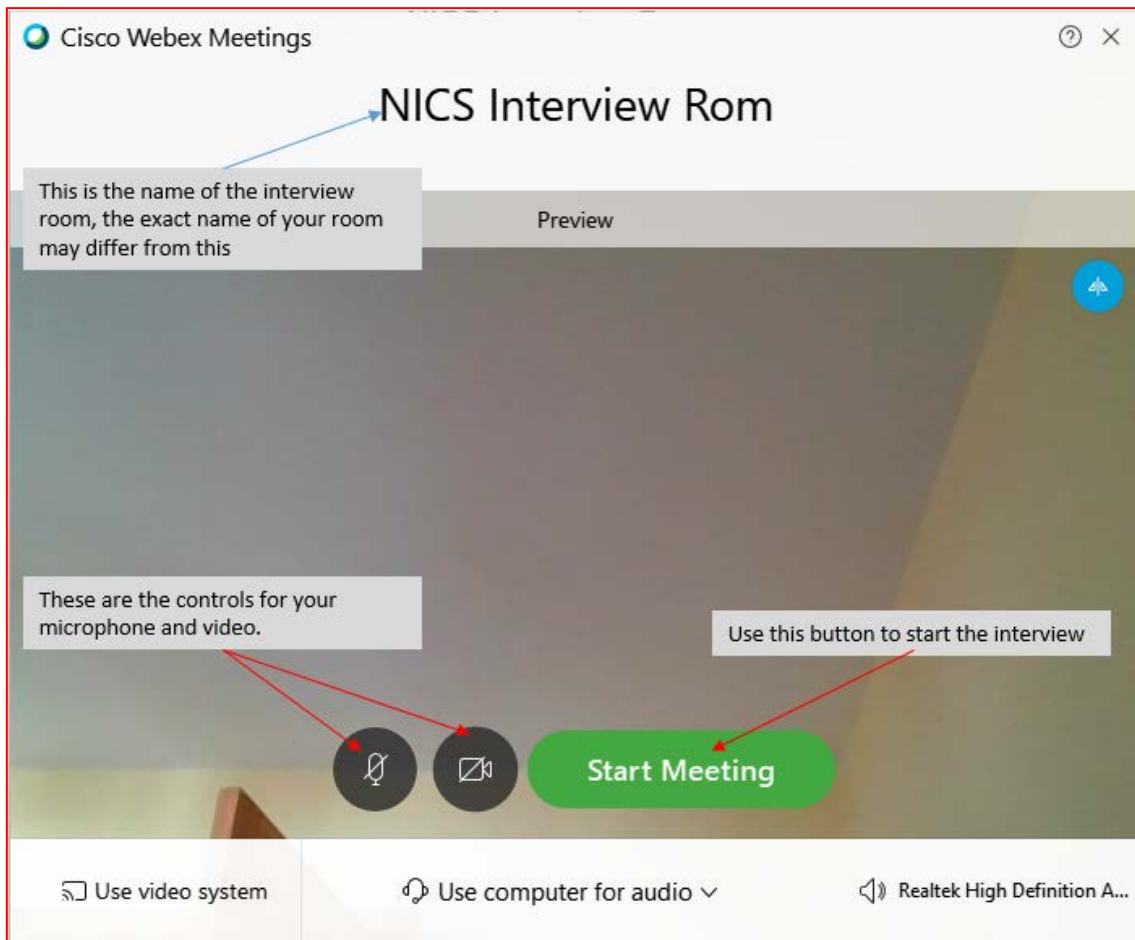 Cisco Webex Meetings
NICS Interview Rom
This is the name of the interview
room, the exact name of your room
may differ from this
Preview
These are the controls for your
microphone and video.
Use this button to start the interview
Start Meeting
Use video system
Use computer for audio
Realtek High Definition A...